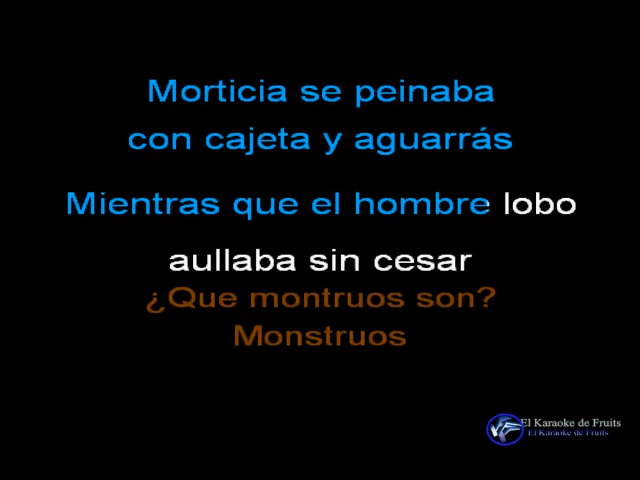 Morticia se peinaba
con cajeta y aguarrás
Mientras que el hombre lobo
aullaba sin cesar
¿Que montruos son?
Monstruos
El Karaoke de Fruits
El Karaoke de Fruits